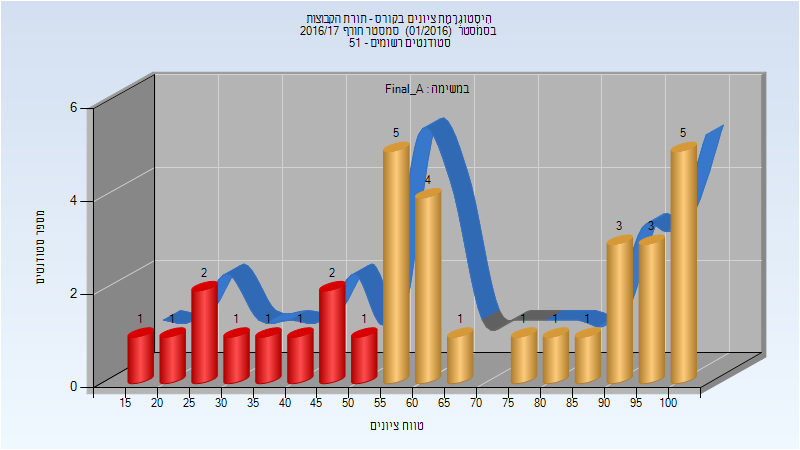 היסטוגרמת ציונים בקורס - תורת הקבוצות
בסמסטר (01/2016) סמסטר חורף 2016/17
סטודנטים רשומים - 51
במשימה : Final_A
מספר סטודנטים
6
4
2
0
1 1 2 1 1 1 2 1 5 4 1 1 1 1 3 3 5
15 20 25 30 35 40 45 50 55 60 65 70 75 80 85 90 95 100
טווח ציונים